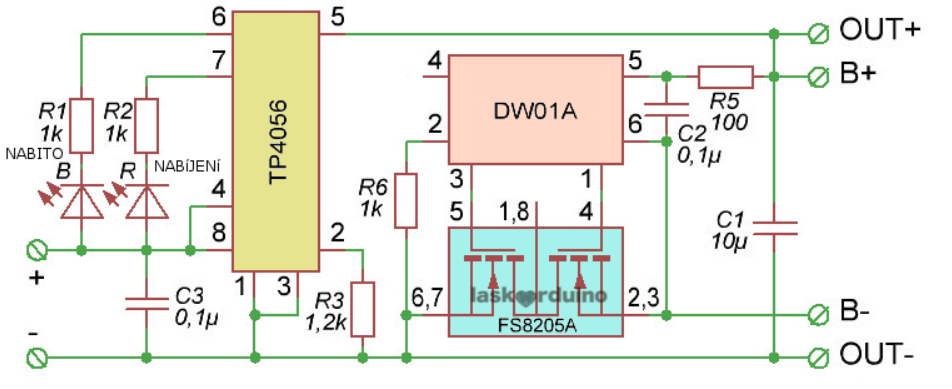 6
5
OUT+
7
4
5
B+
R1
1k
R2
1k
TP4056
DW01A
R5
100
NABITO
B
R
NABÍJENÍ
2
6
C2
0,1µ
4
R6
1k
3
1
5
1,8
4
C1
10µ
8
2
+
1
3
R3
1,2k
C3
0,1µ
6,7
laskarduino
2,3
FS8205A
B-
-
OUT-